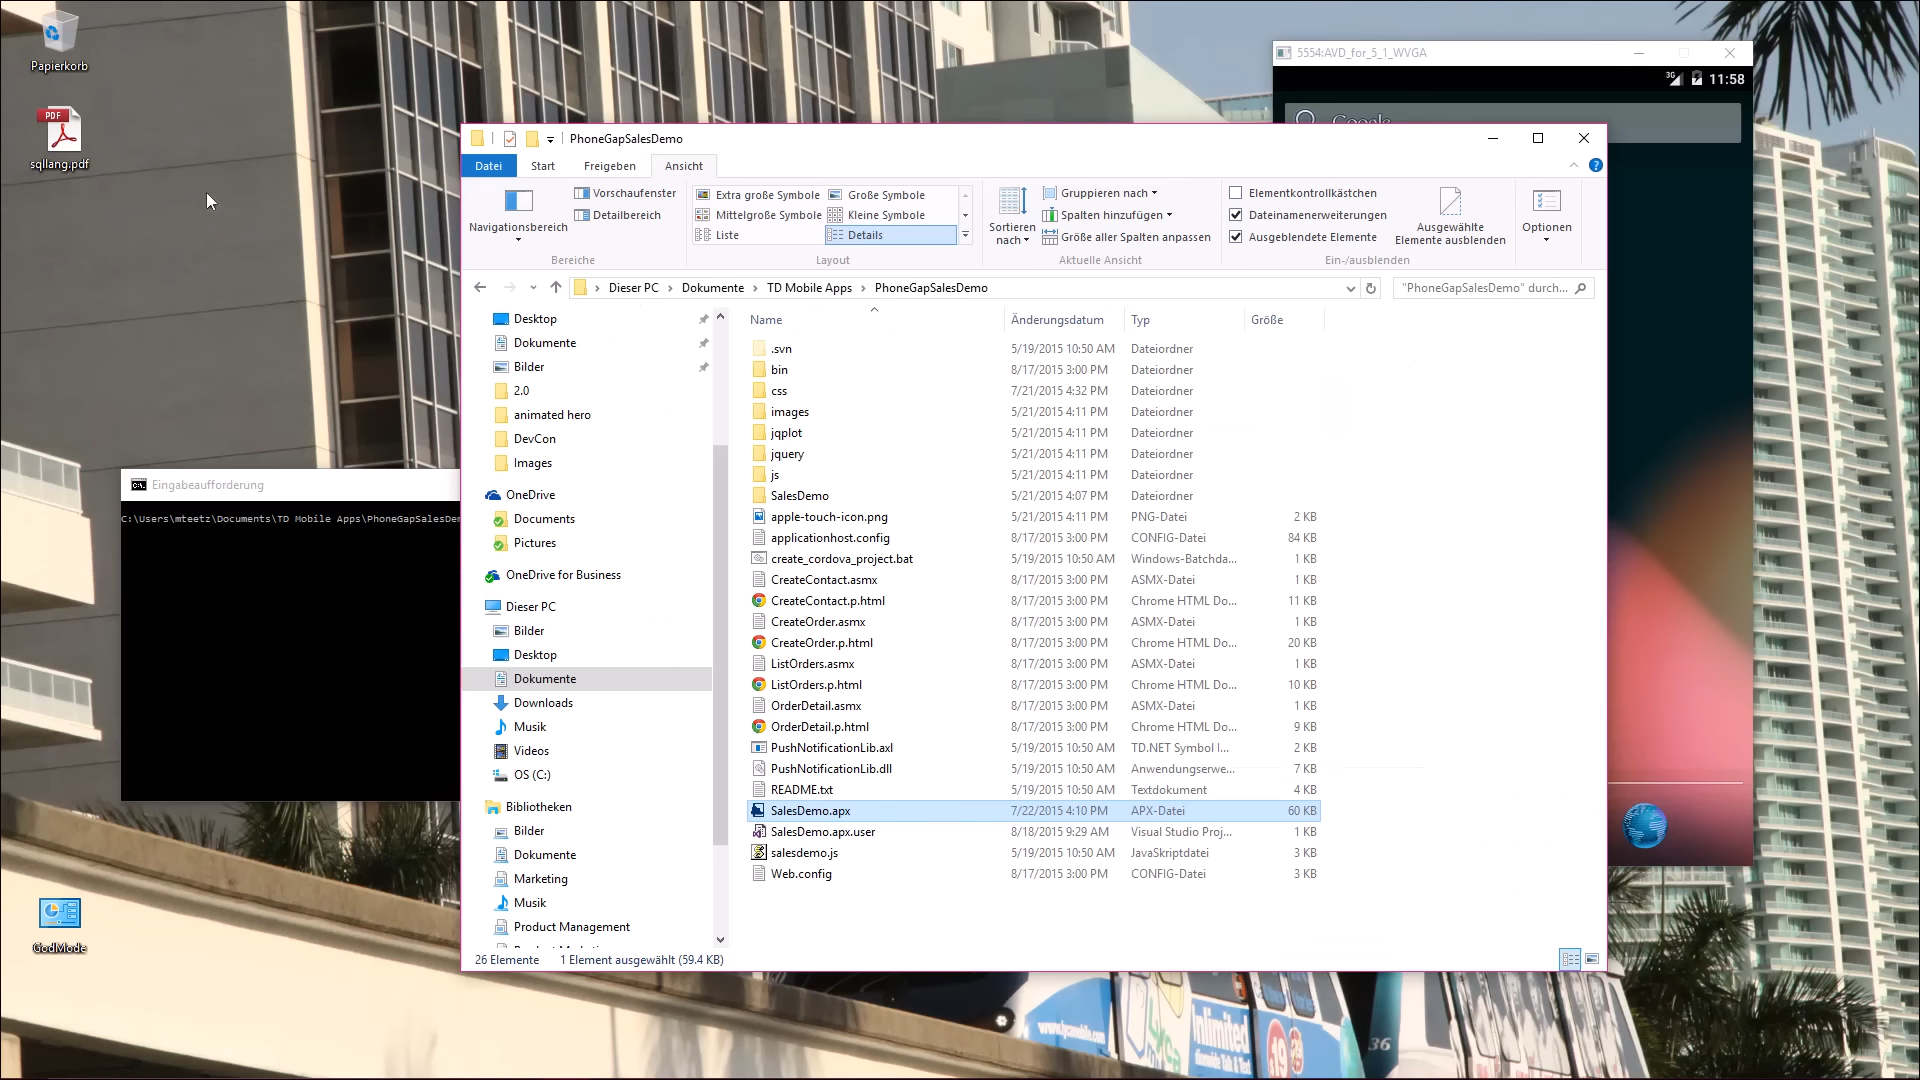 Papierkorb
PDF
sqllang.pdf
GodMode
5554:AVD_for_5_1_WVGA
3G
11:58
Google
Eingabeaufforderung
C:\Users\mteetz\Documents\TD Mobile Apps\PhoneGapSalesDem
PhoneGapSalesDemo
Datei Start Freigeben Ansicht
Navigationsbereich
Vorschaufenster
Detailbereich
Bereiche
Extra große Symbole Große Symbole
Mittelgroße Symbole Kleine Symbole
Liste Details
Layout
Sortieren nach
Gruppieren nach
Spalten hinzufügen
Größe aller Spalten anpassen
Aktuelle Ansicht
Elementkontrollkästchen
Dateinamenerweiterungen
Ausgeblendete Elemente
Ausgewählte
Elemente ausblenden
Ein-/ausblenden
Optionen
Dieser PC Dokumente TD Mobile Apps PhoneGapSalesDemo
"PhoneGapSalesDemo" durch...
Desktop
Dokumente
Bilder
2.0
animated hero
DevCon
Images
OneDrive
Documents
Pictures
OneDrive for Business
Dieser PC
Bilder
Desktop
Dokumente
Downloads
Musik
Videos
OS (C:)
Bibliotheken
Bilder
Dokumente
Marketing
Musik
Product Management
Name Änderungsdatum Typ Größe
.svn 5/19/2015 10:50 AM Dateiordner
bin 8/17/2015 3:00 PM Dateiordner
css 7/21/2015 4:32 PM Dateiordner
images 5/21/2015 4:11 PM Dateiordner
jqplot 5/21/2015 4:11 PM Dateiordner
jquery 5/21/2015 4:11 PM Dateiordner
js 5/21/2015 4:11 PM Dateiordner
SalesDemo 5/21/2015 4:07 PM Dateiordner
apple-touch-icon.png 5/21/2015 4:11 PM PNG-Datei 2 KB
applicationhost.config 8/17/2015 3:00 PM CONFIG-Datei 84 KB
create_cordova_project.bat 5/19/2015 10:50 AM Windows-Batchda... 1 KB
CreateContact.asmx 8/17/2015 3:00 PM ASMX-Datei 1 KB
CreateContact.p.html 8/17/2015 3:00 PM Chrome HTML Do... 11 KB
CreateOrder.asmx 8/17/2015 3:00 PM ASMX-Datei 1 KB
CreateOrder.p.html 8/17/2015 3:00 PM Chrome HTML Do... 20 KB
ListOrders.asmx 8/17/2015 3:00 PM ASMX-Datei 1 KB
ListOrders.p.html 8/17/2015 3:00 PM Chrome HTML Do... 10 KB
OrderDetail.asmx 8/17/2015 3:00 PM ASMX-Datei 1 KB
OrderDetail.p.html 8/17/2015 3:00 PM Chrome HTML Do... 9 KB
PushNotificationLib.axl 5/19/2015 10:50 AM TD.NET Symbol I... 2 KB
PushNotificationLib.dll 5/19/2015 10:50 AM Anwendungserwe... 7 KB
README.txt 5/19/2015 10:50 AM Textdokument 4 KB
SalesDemo.apx 7/22/2015 4:10 PM APX-Datei 60 KB
SalesDemo.apx.user 8/18/2015 9:29 AM Visual Studio Proj... 1 KB
salesdemo.js 5/19/2015 10:50 AM JavaSkriptdatei 3 KB
Web.config 8/17/2015 3:00 PM CONFIG-Datei 3 KB
26 Elemente 1 Element ausgewählt (59.4 KB)
www.lycamobile.com
Unlimited
19
36